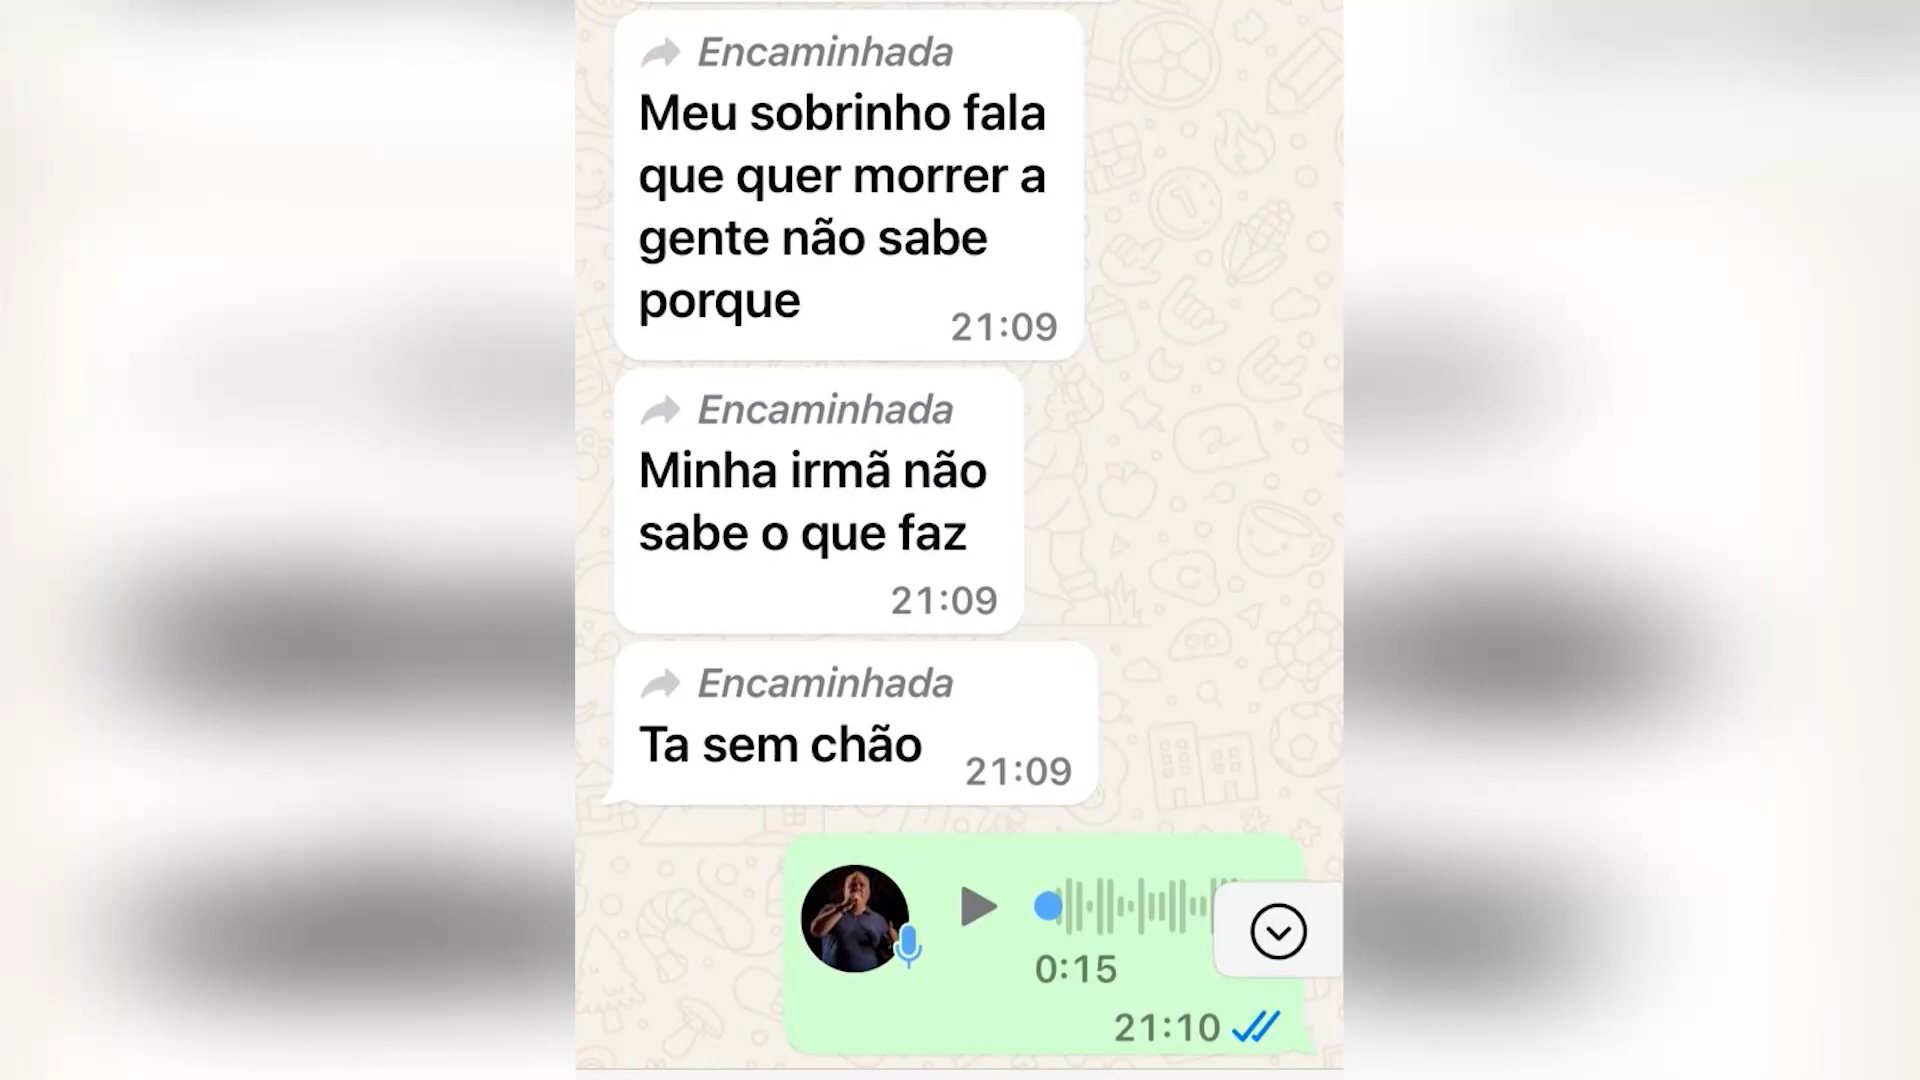 Encaminhada
Meu sobrinho fala
que quer morrer a
gente não sabe
porque
21:09
Encaminhada
Minha irmã não
sabe o que faz
21:09
Encaminhada
Ta sem chão
21:09
0:15
21:10